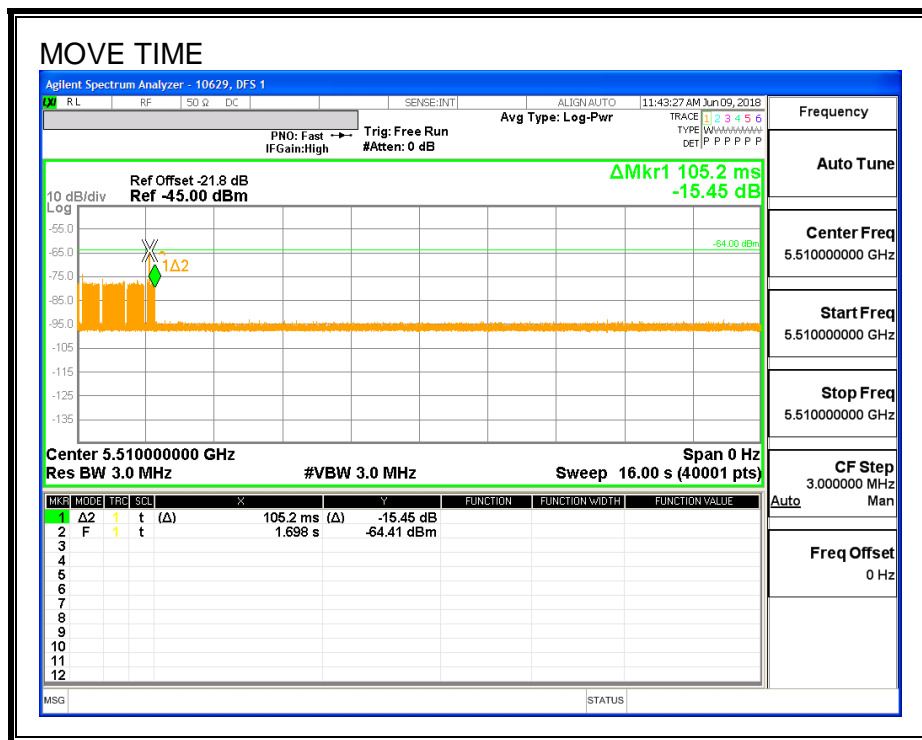 MOVE TIME
Agilent Spectrum Analyzer - 10629, DFS 1
LXI RL RF 50 Ω DC SENSE:INT ALIGN AUTO 11:43:27 AM Jun 09, 2018
PNO: Fast IFGain:High Trig: Free Run #Atten: 0 dB Avg Type: Log-Pwr
TRACE 1 2 3 4 5 6
TYPE WWWWWWW
DET P P P P P P
ΔMkr1 105.2 ms
-15.45 dB
Ref Offset -21.8 dB
10 dB/div Ref -45.00 dBm
Log
-55.0
-64.00 dBm
-65.0
1Δ2
-75.0
-85.0
-95.0
-105
-115
-125
-135
Center 5.510000000 GHz Span 0 Hz
Res BW 3.0 MHz #VBW 3.0 MHz Sweep 16.00 s (40001 pts)
MKR MODE TRC SCL X Y FUNCTION FUNCTION WIDTH FUNCTION VALUE
1 Δ2 1 t (Δ) 105.2 ms (Δ) -15.45 dB
2 F 1 t 1.698 s -64.41 dBm
3
4
5
6
7
8
9
10
11
12
MSG STATUS
Frequency
Auto Tune
Center Freq
5.510000000 GHz
Start Freq
5.510000000 GHz
Stop Freq
5.510000000 GHz
CF Step
3.000000 MHz
Auto Man
Freq Offset
0 Hz